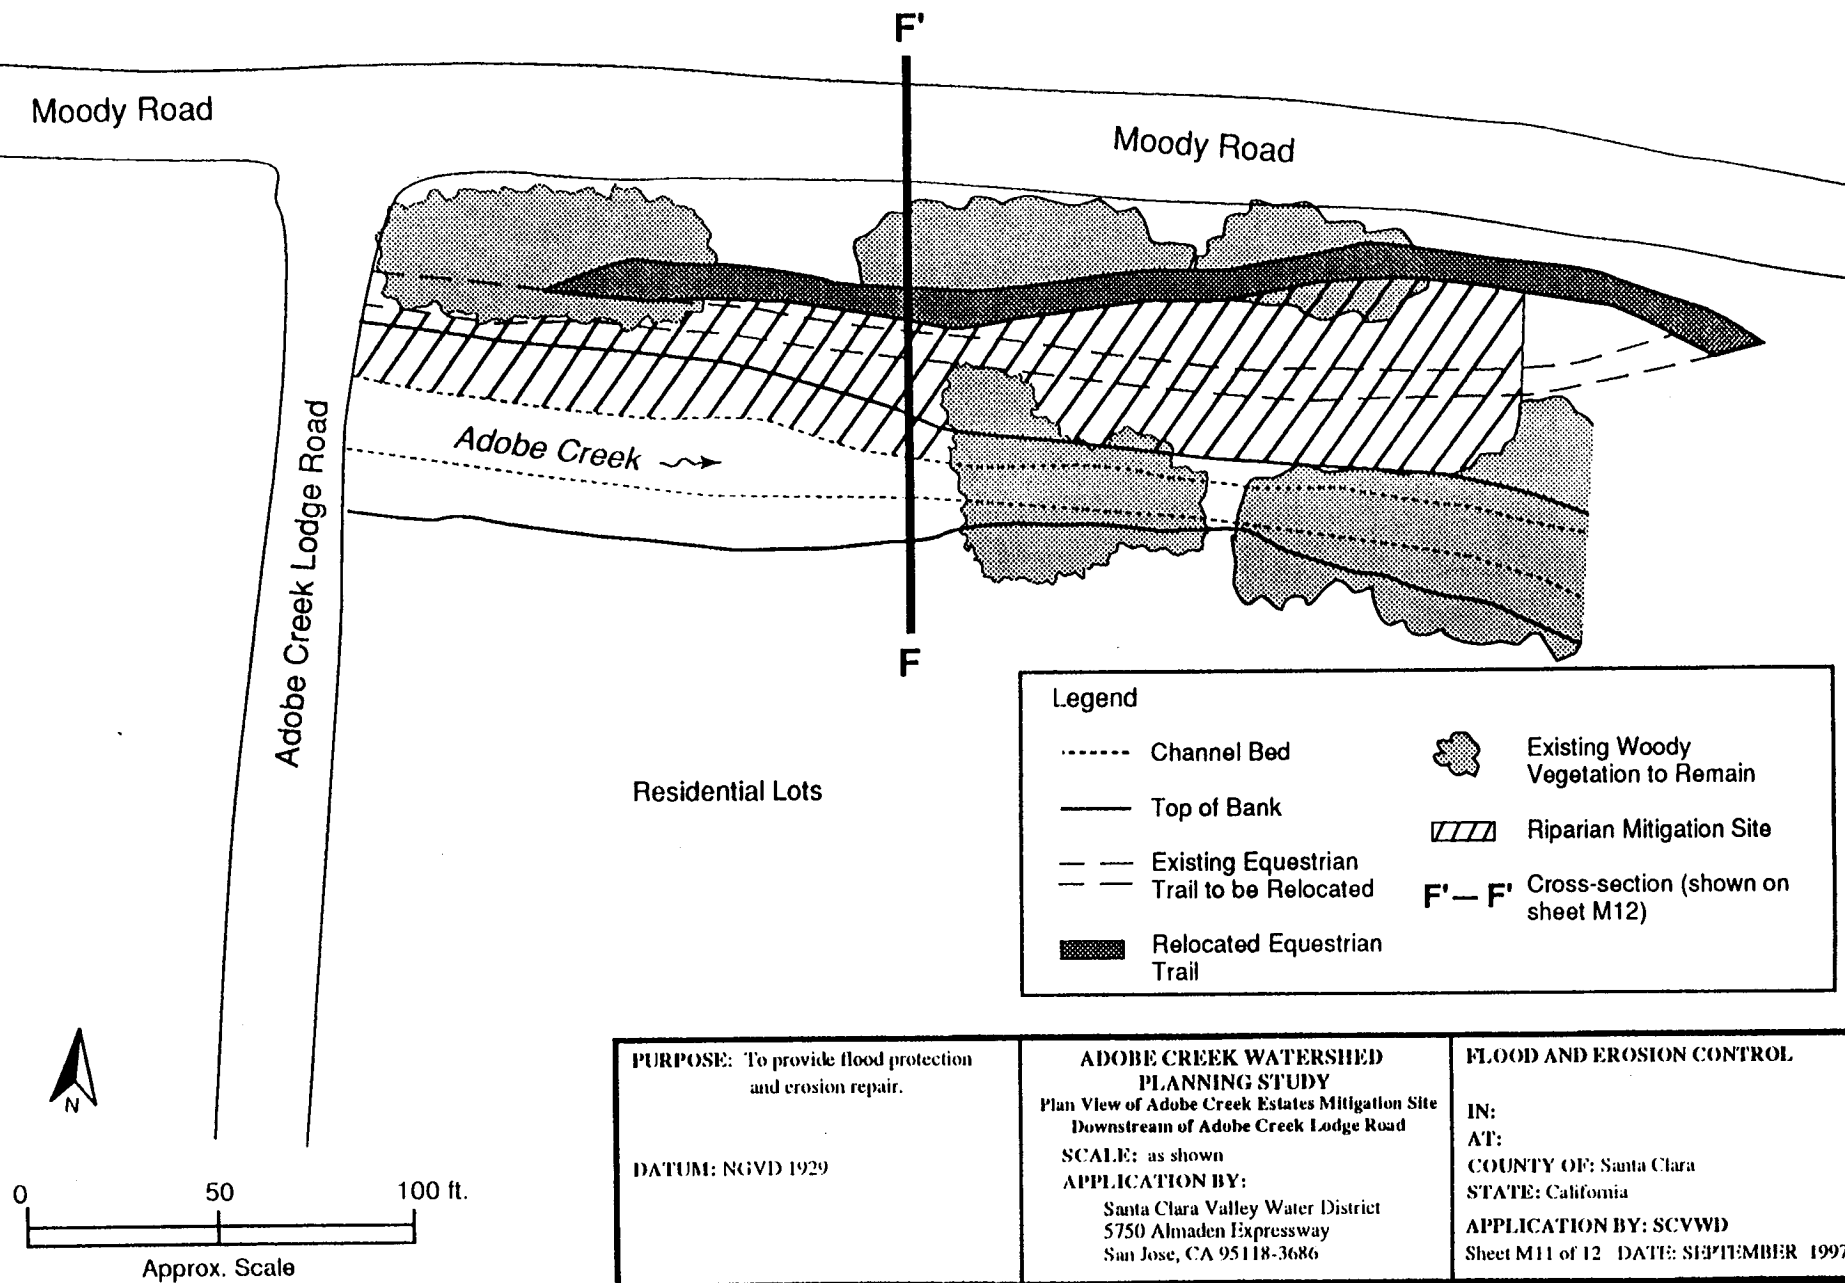 F'
Moody Road
Moody Road
Adobe Creek
Adobe Creek Lodge Road
F
Residential Lots
Legend
Channel Bed
Top of Bank
Existing Equestrian
Trail to be Relocated
Relocated Equestrian
Trail
Existing Woody
Vegetation to Remain
Riparian Mitigation Site
F' — F' Cross-section (shown on
sheet M12)
N
0 50 100 ft.
Approx. Scale
PURPOSE: To provide flood protection
and erosion repair.
DATUM: NGVD 1929
ADOBE CREEK WATERSHED
PLANNING STUDY
Plan View of Adobe Creek Estates Mitigation Site
Downstream of Adobe Creek Lodge Road
SCALE: as shown
APPLICATION BY:
Santa Clara Valley Water District
5750 Almaden Expressway
San Jose, CA 95118-3686
FLOOD AND EROSION CONTROL
IN:
AT:
COUNTY OF: Santa Clara
STATE: California
APPLICATION BY: SCVWD
Sheet M11 of 12 DATE: SEPTEMBER 1997